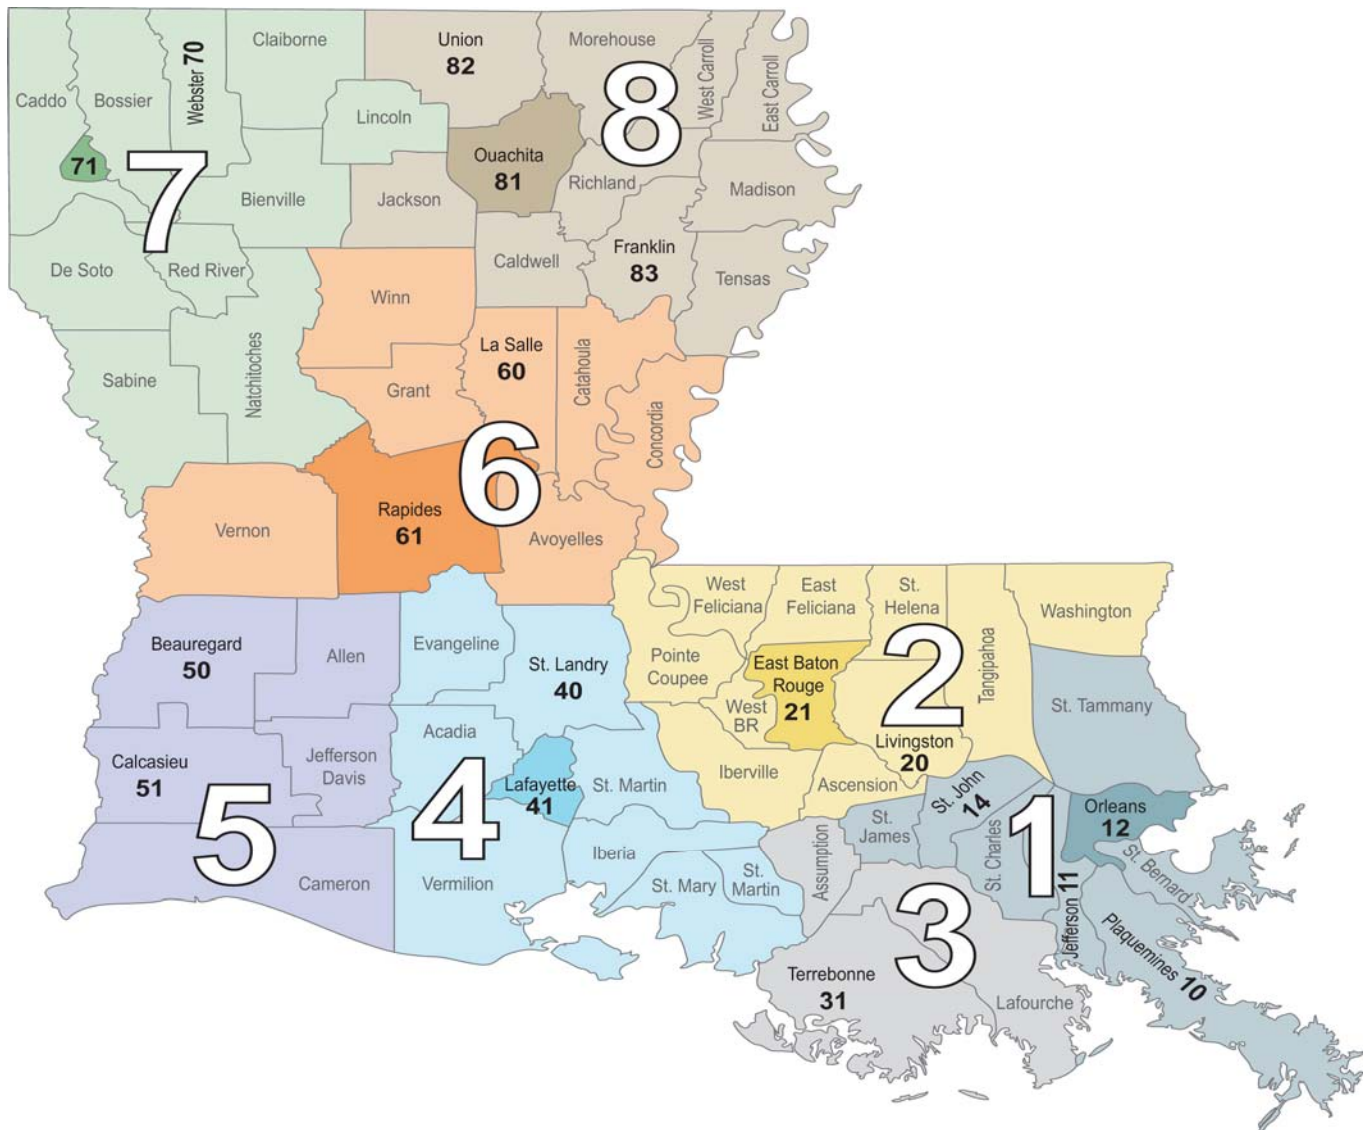 Claiborne
Union
82
Morehouse
West Carroll
East Carroll
Webster 70
Caddo
Bossier
Lincoln
8
71
7
Ouachita
81
Richland
Madison
Bienville
Jackson
De Soto
Red River
Caldwell
Franklin
83
Tensas
Winn
La Salle
60
Catahoula
Natchitoches
Sabine
Grant
Concordia
6
Rapides
61
Vernon
Avoyelles
West
Feliciana
East
Feliciana
St.
Helena
Washington
Beauregard
50
Allen
Evangeline
St. Landry
40
Pointe
Coupee
East Baton
Rouge
21
2
Tangipahoa
West
BR
St. Tammany
Acadia
Jefferson
Davis
Calcasieu
51
Livingston
20
Iberville
Ascension
5
4
Lafayette
41
St. Martin
St. John
14
Orleans
12
St.
James
1
St. Charles
Assumption
Iberia
St. Bernard
Cameron
Vermilion
St. Mary
St.
Martin
3
Jefferson 11
Plaquemines 10
Terrebonne
31
Lafourche